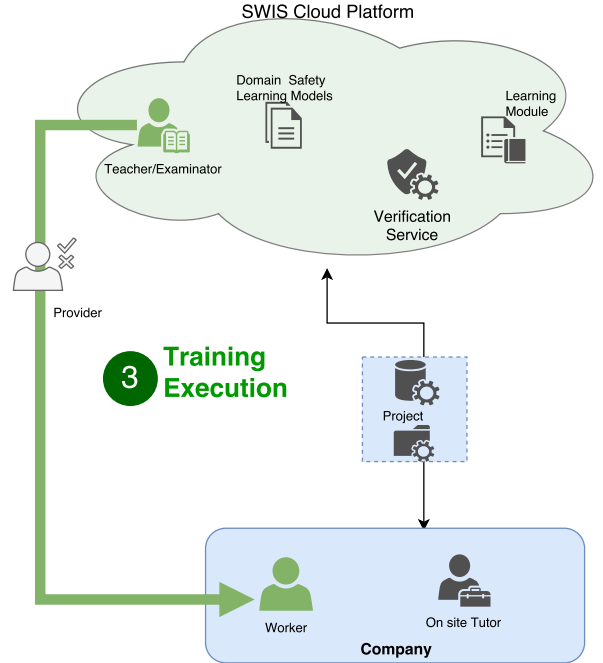 SWIS Cloud Platform
Domain Safety
Learning Models
Learning
Module
Teacher/Examinator
Verification
Service
Provider
3
Training
Execution
Project
Worker
On site Tutor
Company